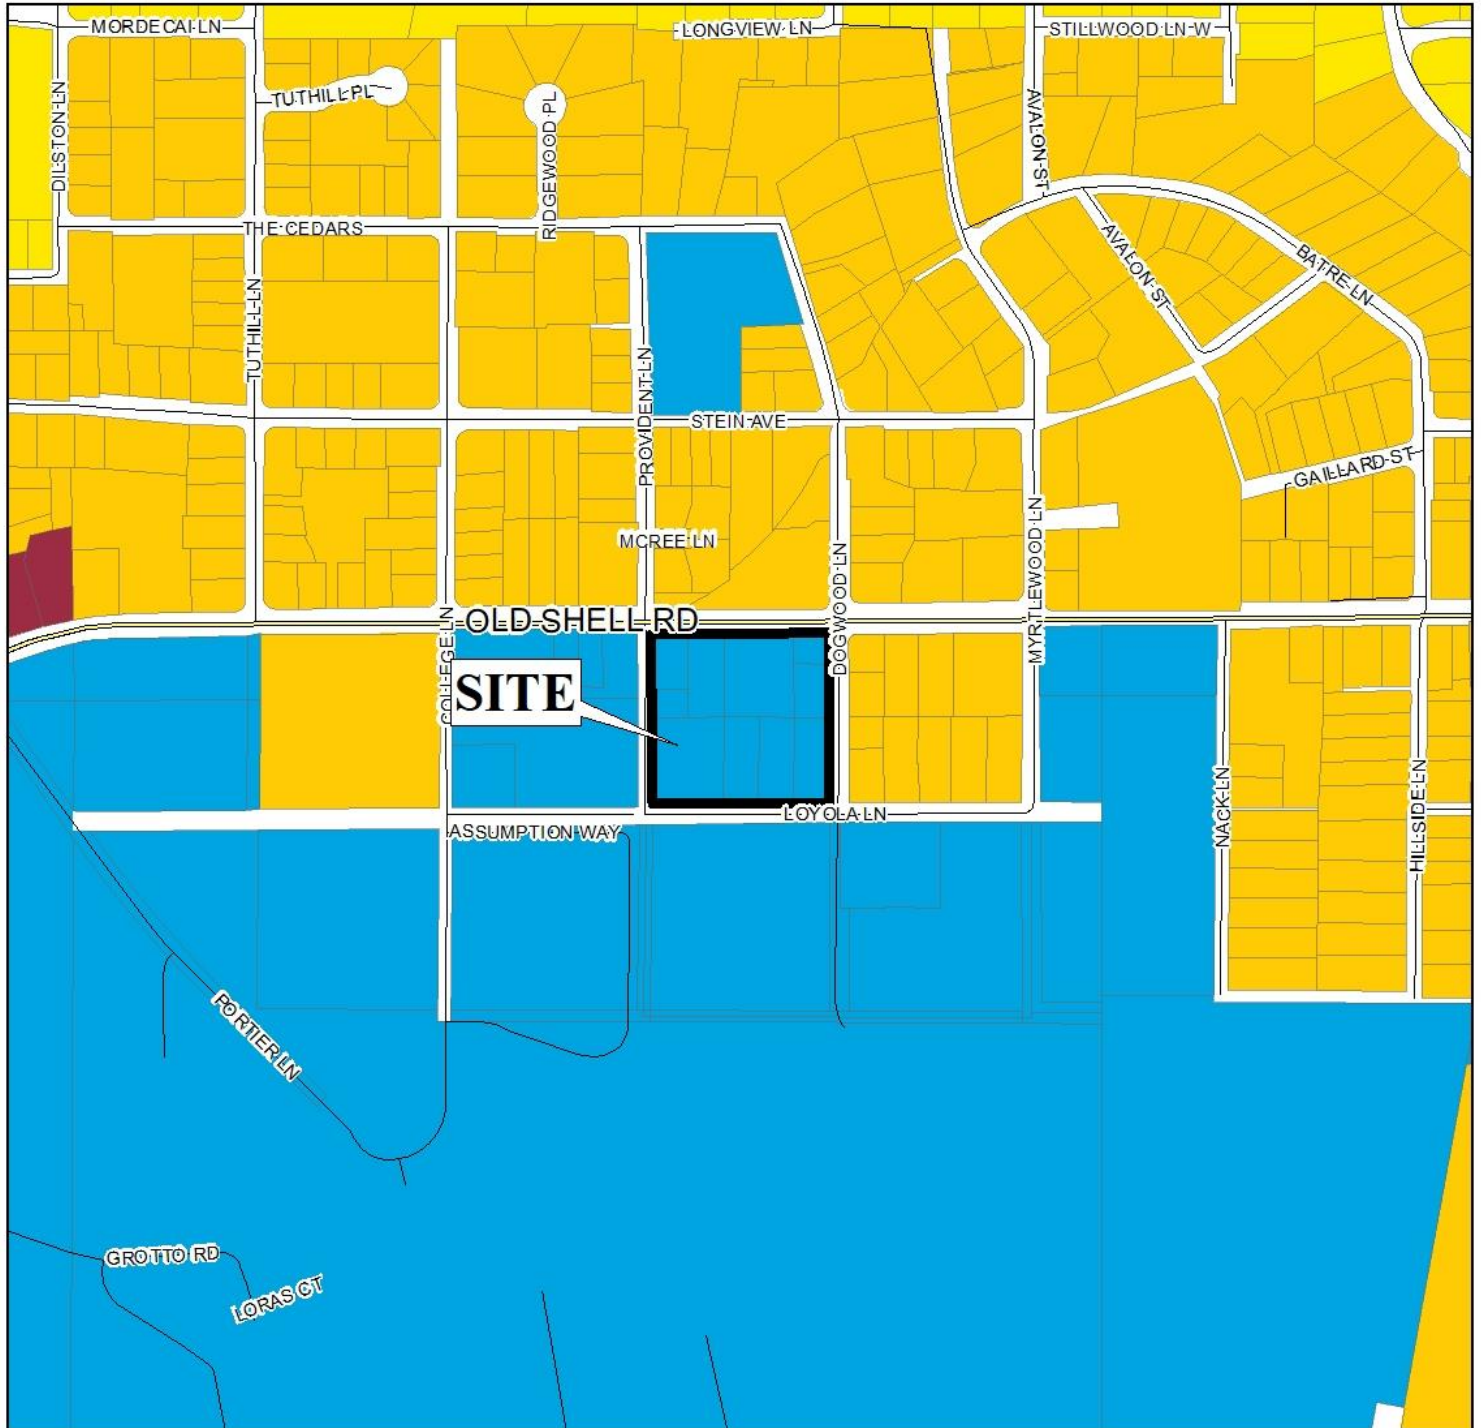 MORDECAI LN
LONGVIEW LN
STILLWOOD LN W
DILSTON LN
TUTHILL PL
RIDGEWOOD PL
AVALON ST
THE CEDARS
AVALON ST
BATRE LN
TUTHILL LN
PROVIDENT LN
STEIN AVE
GAILLARD ST
MCREE LN
DOGWOOD LN
MYRTLEWOOD LN
OLD SHELL RD
COLLEGE LN
SITE
NACK LN
HILLSIDE LN
LOYOLA LN
ASSUMPTION WAY
PORTIER LN
GROTTO RD
LORAS CT